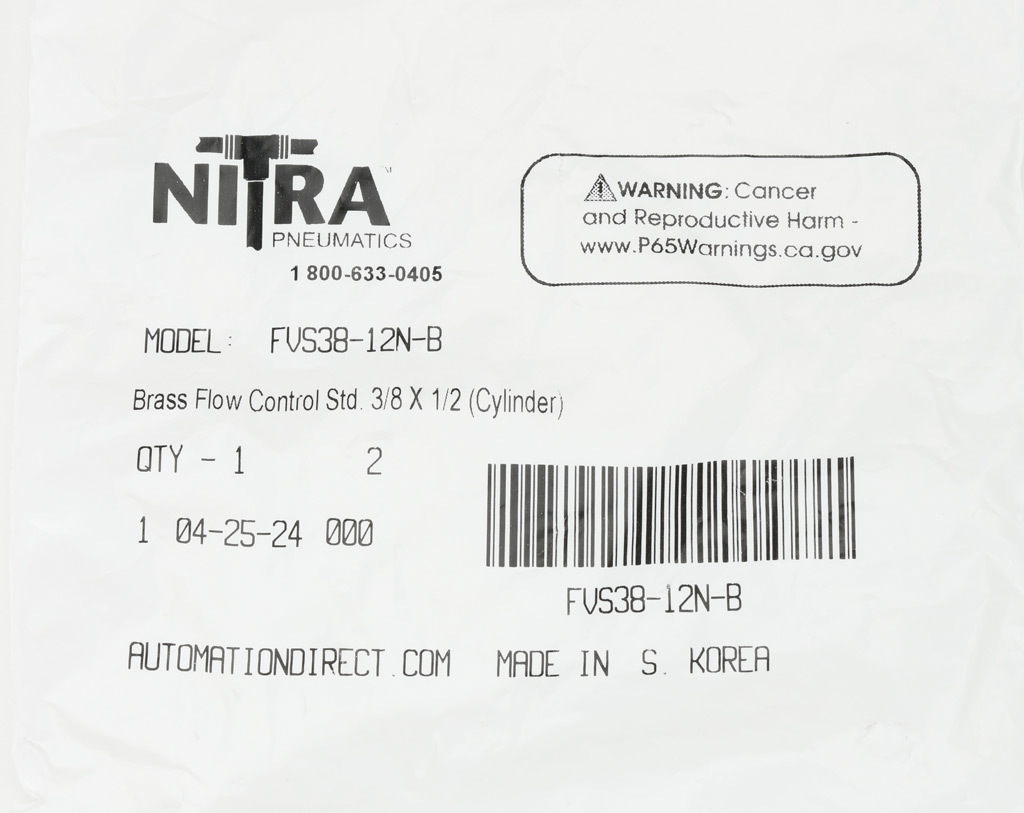 NITRA™
PNEUMATICS
1 800-633-0405
⚠ WARNING: Cancer
and Reproductive Harm -
www.P65Warnings.ca.gov
MODEL: FVS38-12N-B
Brass Flow Control Std. 3/8 X 1/2 (Cylinder)
QTY - 1 2
1 04-25-24 000
FVS38-12N-B
AUTOMATIONDIRECT.COM MADE IN S. KOREA